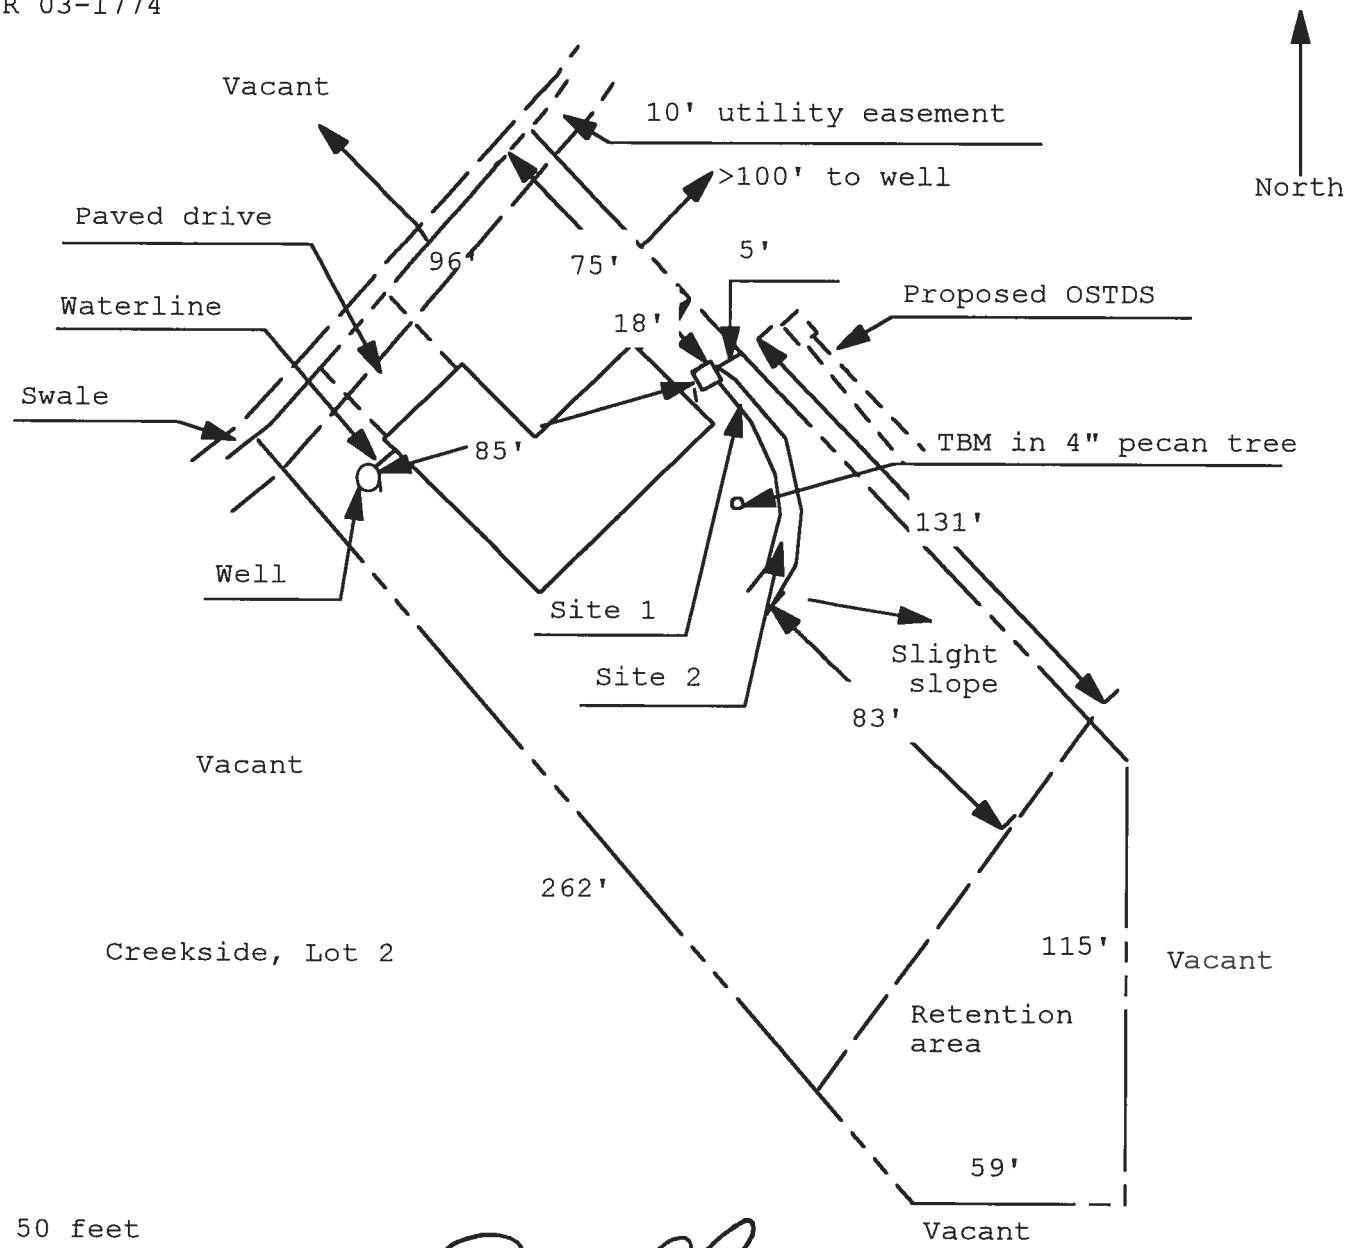 R 03-1774
Vacant
10' utility easement
>100' to well
North
Paved drive
96'
75'
5'
Waterline
18'
Proposed OSTDS
Swale
85'
TBM in 4" pecan tree
131'
Well
Site 1
Slight
slope
Site 2
83'
Vacant
262'
115'
Creekside, Lot 2
Vacant
Retention
area
59'
50 feet
Vacant